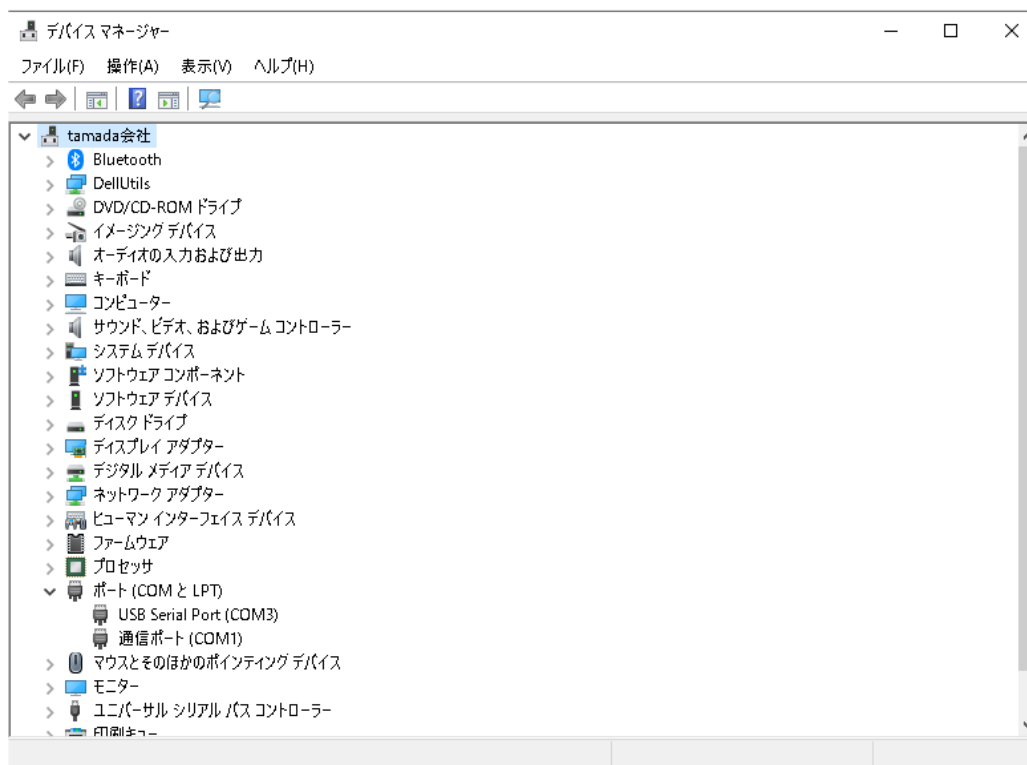 デバイス マネージャー
ファイル(F) 操作(A) 表示(V) ヘルプ(H)
tamada会社
Bluetooth
DellUtils
DVD/CD-ROM ドライブ
イメージング デバイス
オーディオの入力および出力
キーボード
コンピューター
サウンド、ビデオ、およびゲーム コントローラー
システム デバイス
ソフトウェア コンポーネント
ソフトウェア デバイス
ディスク ドライブ
ディスプレイ アダプター
デジタル メディア デバイス
ネットワーク アダプター
ヒューマン インターフェイス デバイス
ファームウェア
プロセッサ
ポート (COM と LPT)
USB Serial Port (COM3)
通信ポート (COM1)
マウスとそのほかのポインティング デバイス
モニター
ユニバーサル シリアル バス コントローラー
印刷キュー